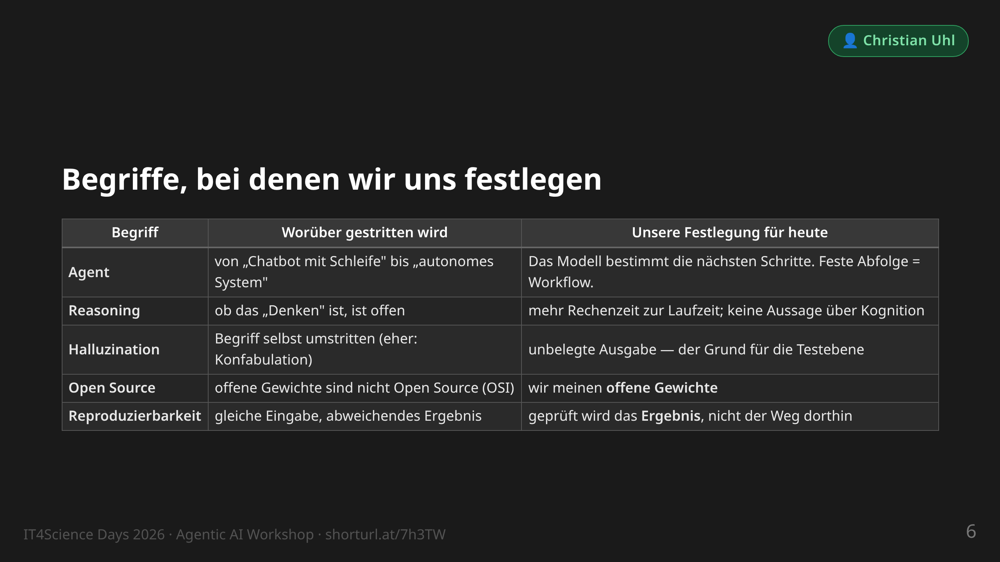 👤 Christian Uhl
Begriffe, bei denen wir uns festlegen
Begriff
Worüber gestritten wird
Unsere Festlegung für heute
Agent
von „Chatbot mit Schleife" bis „autonomes
System"
Das Modell bestimmt die nächsten Schritte. Feste Abfolge =
Workflow.
Reasoning
ob das „Denken" ist, ist offen
mehr Rechenzeit zur Laufzeit; keine Aussage über Kognition
Halluzination
Begriff selbst umstritten (eher:
Konfabulation)
unbelegte Ausgabe — der Grund für die Testebene
Open Source
offene Gewichte sind nicht Open Source (OSI)
wir meinen offene Gewichte
Reproduzierbarkeit
gleiche Eingabe, abweichendes Ergebnis
geprüft wird das Ergebnis, nicht der Weg dorthin
IT4Science Days 2026 · Agentic AI Workshop · shorturl.at/7h3TW
6